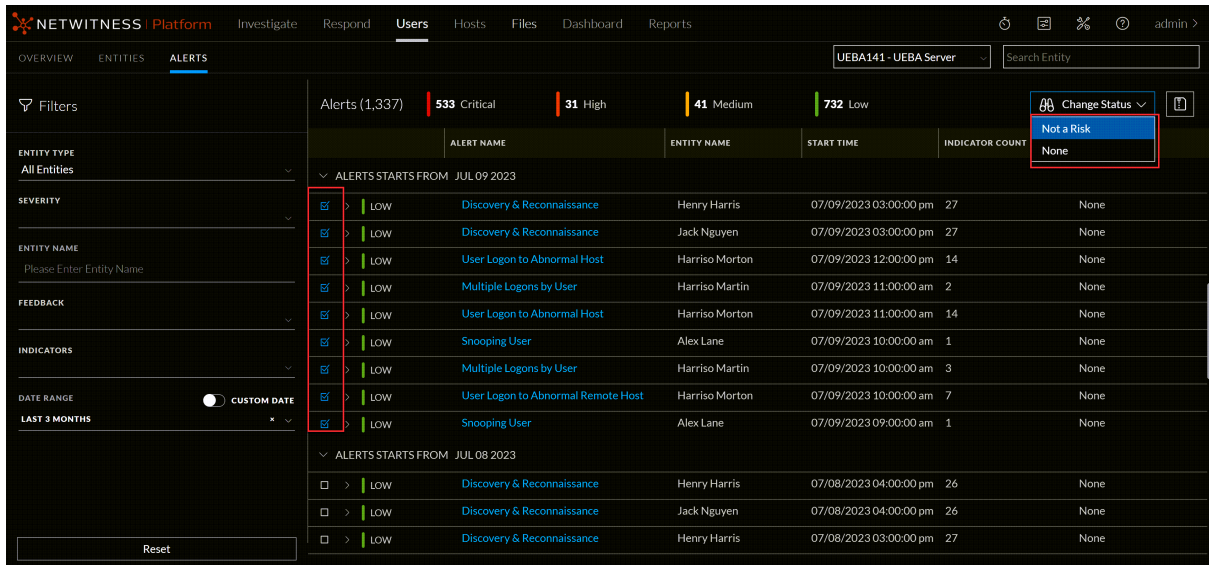 NETWITNESS Platform Investigate Respond Users Hosts Files Dashboard Reports admin >
OVERVIEW ENTITIES ALERTS UEBA141 - UEBA Server Search Entity
Filters Alerts (1,337) 533 Critical 31 High 41 Medium 732 Low Change Status
Not a Risk
None
ALERT NAME ENTITY NAME START TIME INDICATOR COUNT
ENTITY TYPE
All Entities
SEVERITY
ENTITY NAME
Please Enter Entity Name
FEEDBACK
INDICATORS
DATE RANGE CUSTOM DATE
LAST 3 MONTHS ×
Reset
ALERTS STARTS FROM JUL 09 2023
LOW Discovery & Reconnaissance Henry Harris 07/09/2023 03:00:00 pm 27 None
LOW Discovery & Reconnaissance Jack Nguyen 07/09/2023 03:00:00 pm 27 None
LOW User Logon to Abnormal Host Harriso Morton 07/09/2023 12:00:00 pm 14 None
LOW Multiple Logons by User Harriso Martin 07/09/2023 11:00:00 am 2 None
LOW User Logon to Abnormal Host Harriso Morton 07/09/2023 11:00:00 am 14 None
LOW Snooping User Alex Lane 07/09/2023 10:00:00 am 1 None
LOW Multiple Logons by User Harriso Martin 07/09/2023 10:00:00 am 3 None
LOW User Logon to Abnormal Remote Host Harriso Morton 07/09/2023 10:00:00 am 7 None
LOW Snooping User Alex Lane 07/09/2023 09:00:00 am 1 None
ALERTS STARTS FROM JUL 08 2023
LOW Discovery & Reconnaissance Henry Harris 07/08/2023 04:00:00 pm 26 None
LOW Discovery & Reconnaissance Jack Nguyen 07/08/2023 04:00:00 pm 26 None
LOW Discovery & Reconnaissance Henry Harris 07/08/2023 03:00:00 pm 27 None